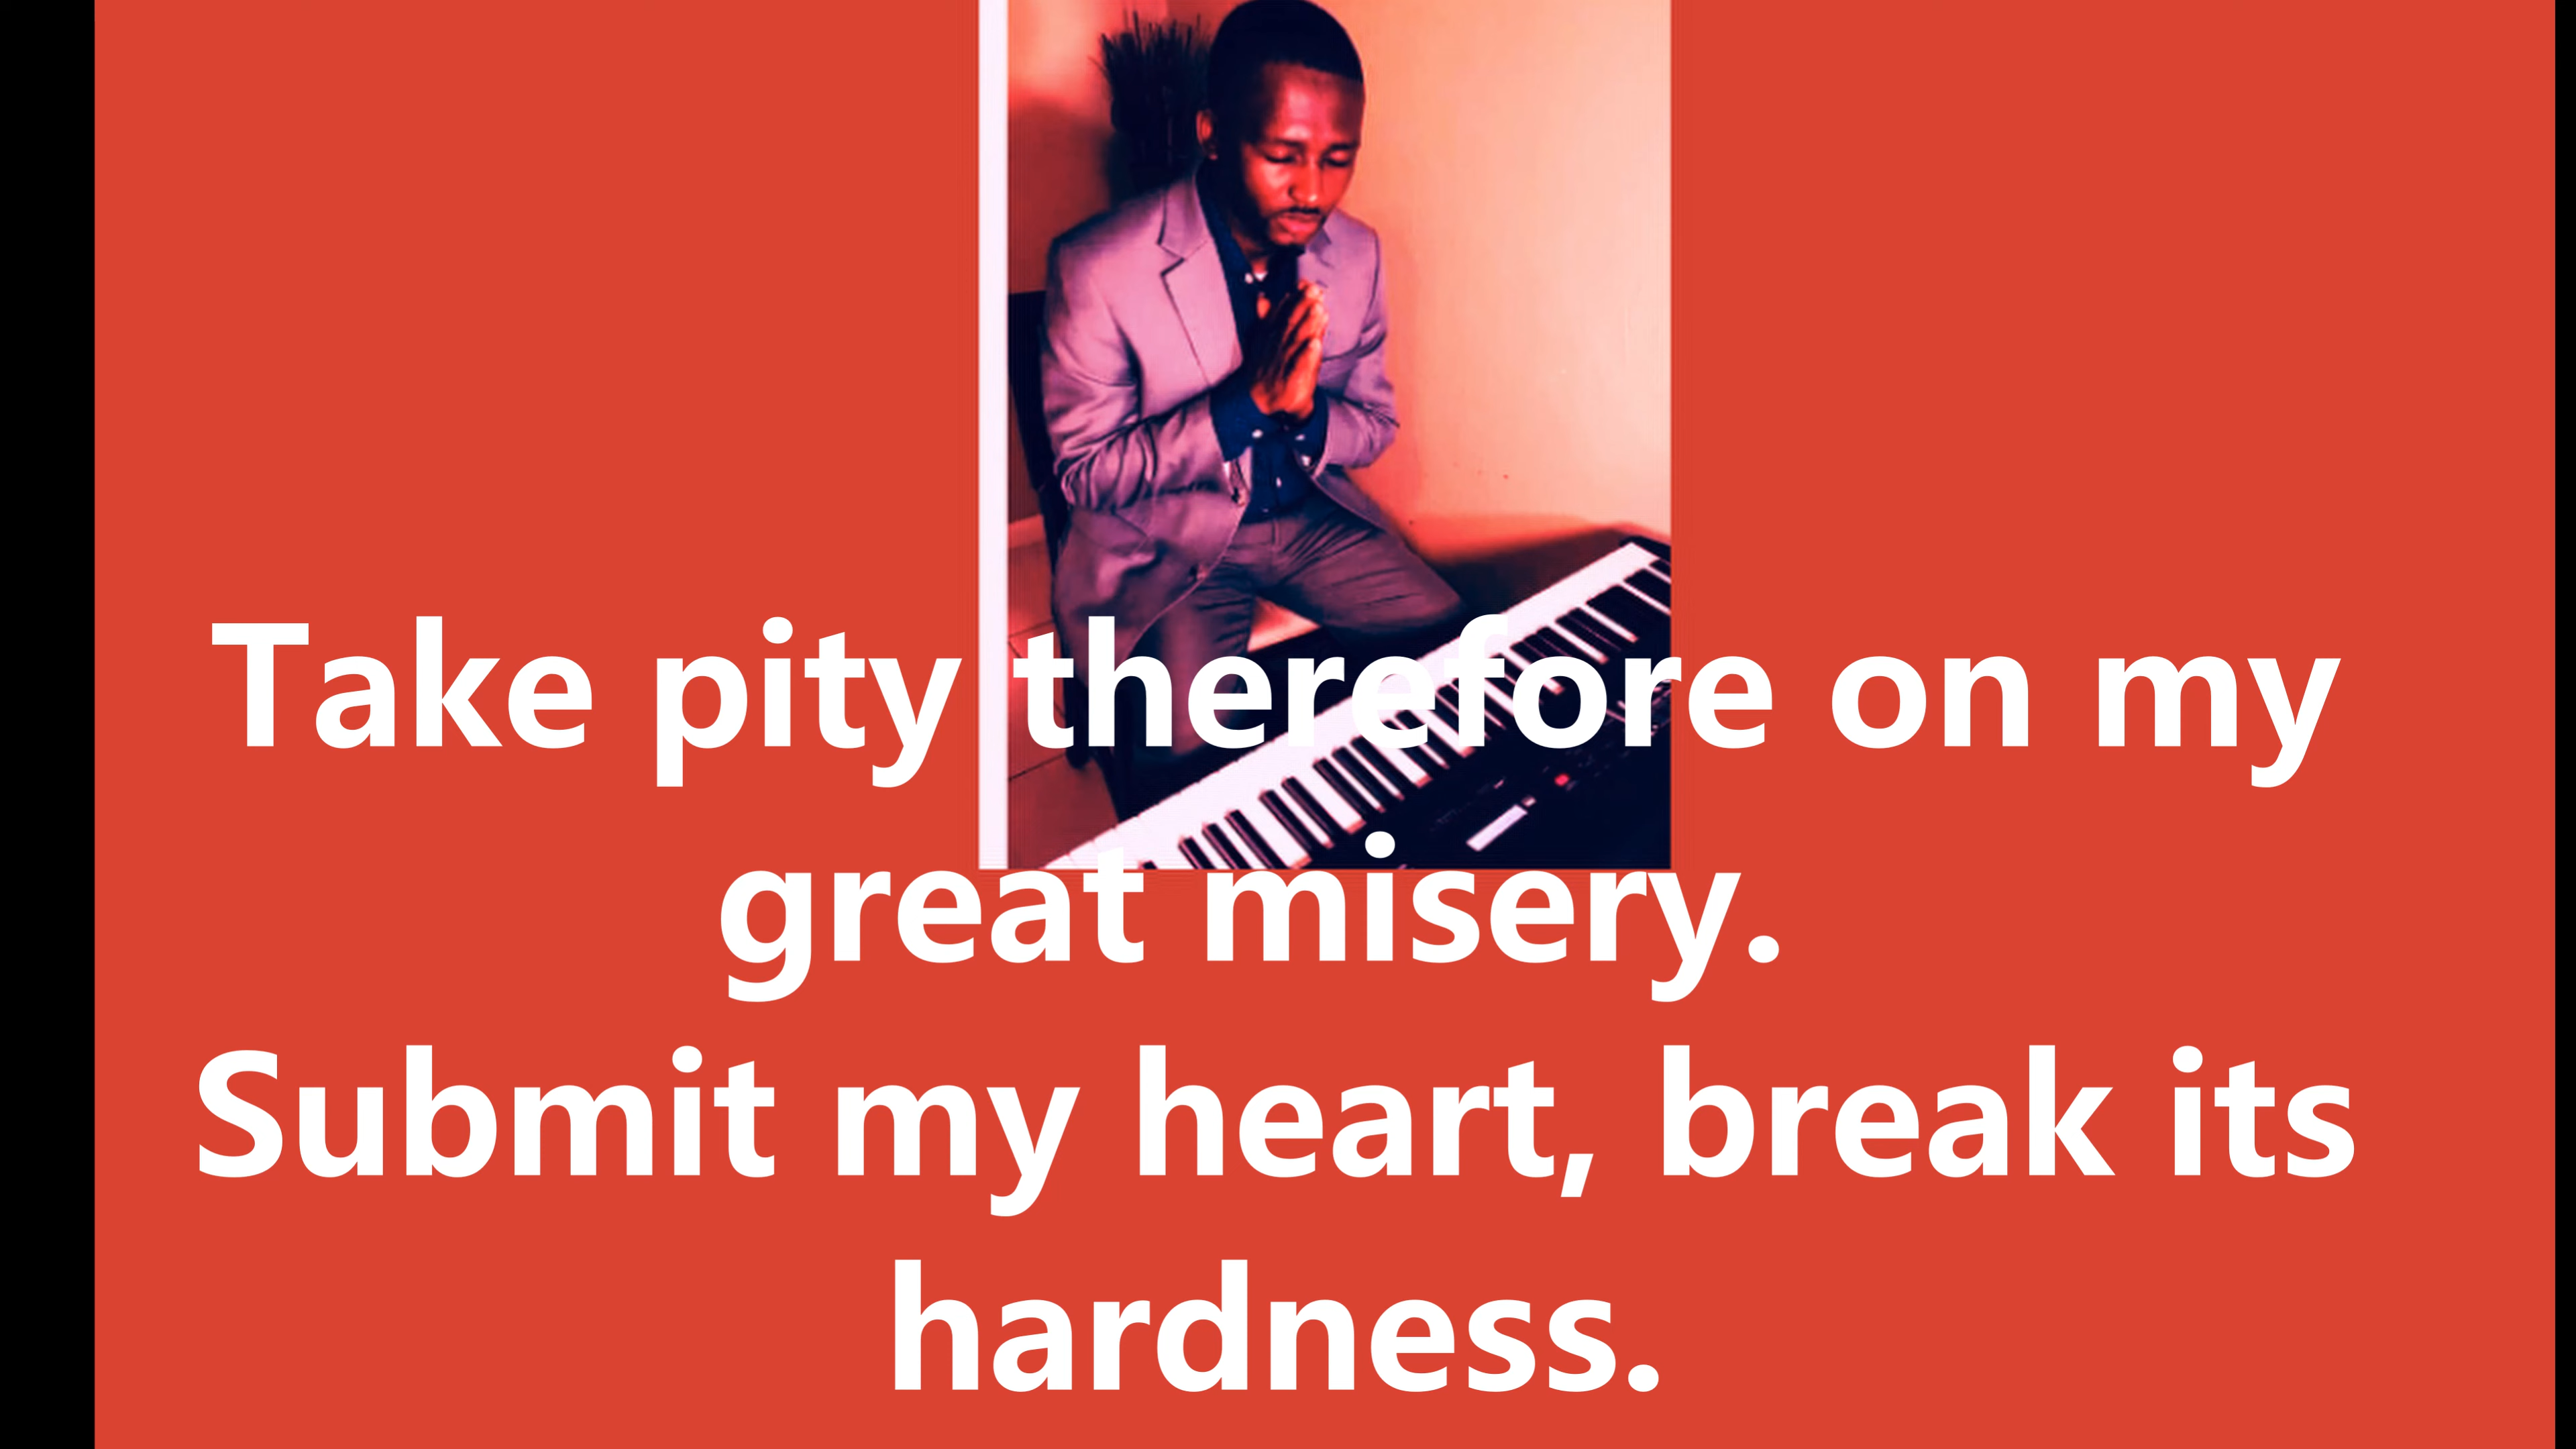 Take pity therefore on my
great misery.
Submit my heart, break its
hardness.